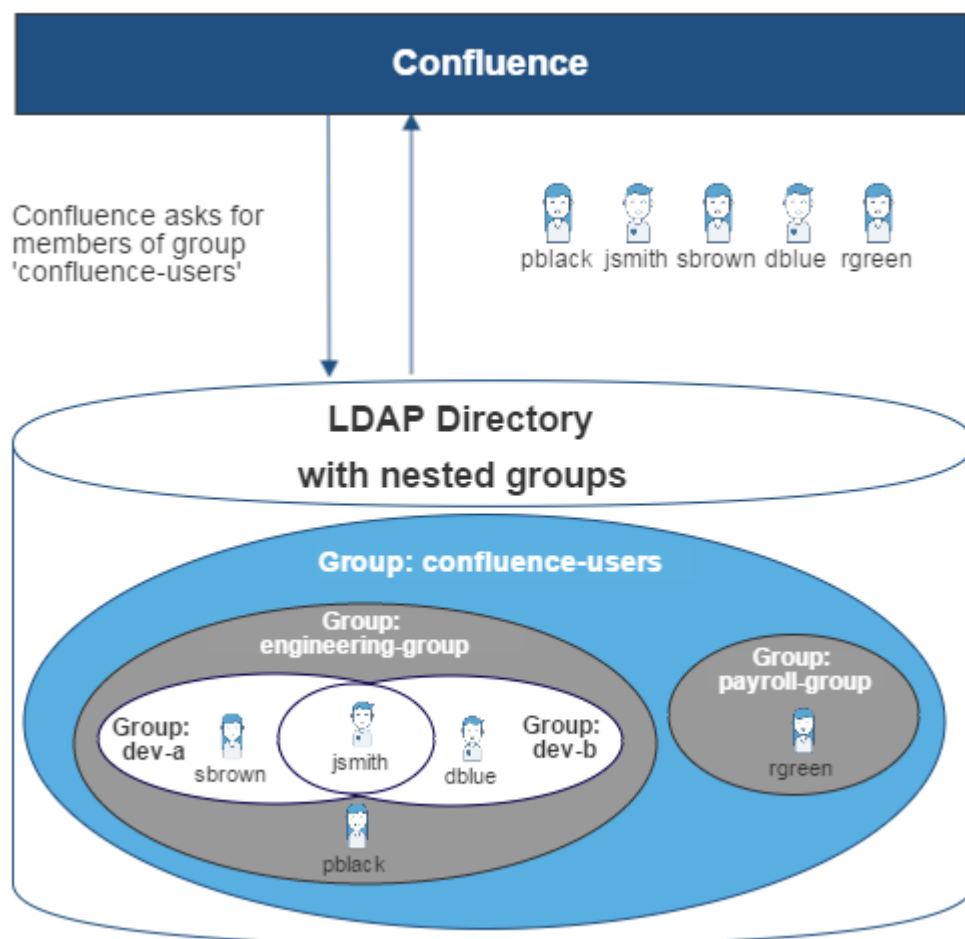 Confluence
Confluence asks for
members of group
'confluence-users'
pblack jsmith sbrown dblue rgreen
LDAP Directory
with nested groups
Group: confluence-users
Group:
engineering-group
Group:
dev-a
sbrown
jsmith
dblue
Group:
dev-b
pblack
Group:
payroll-group
rgreen